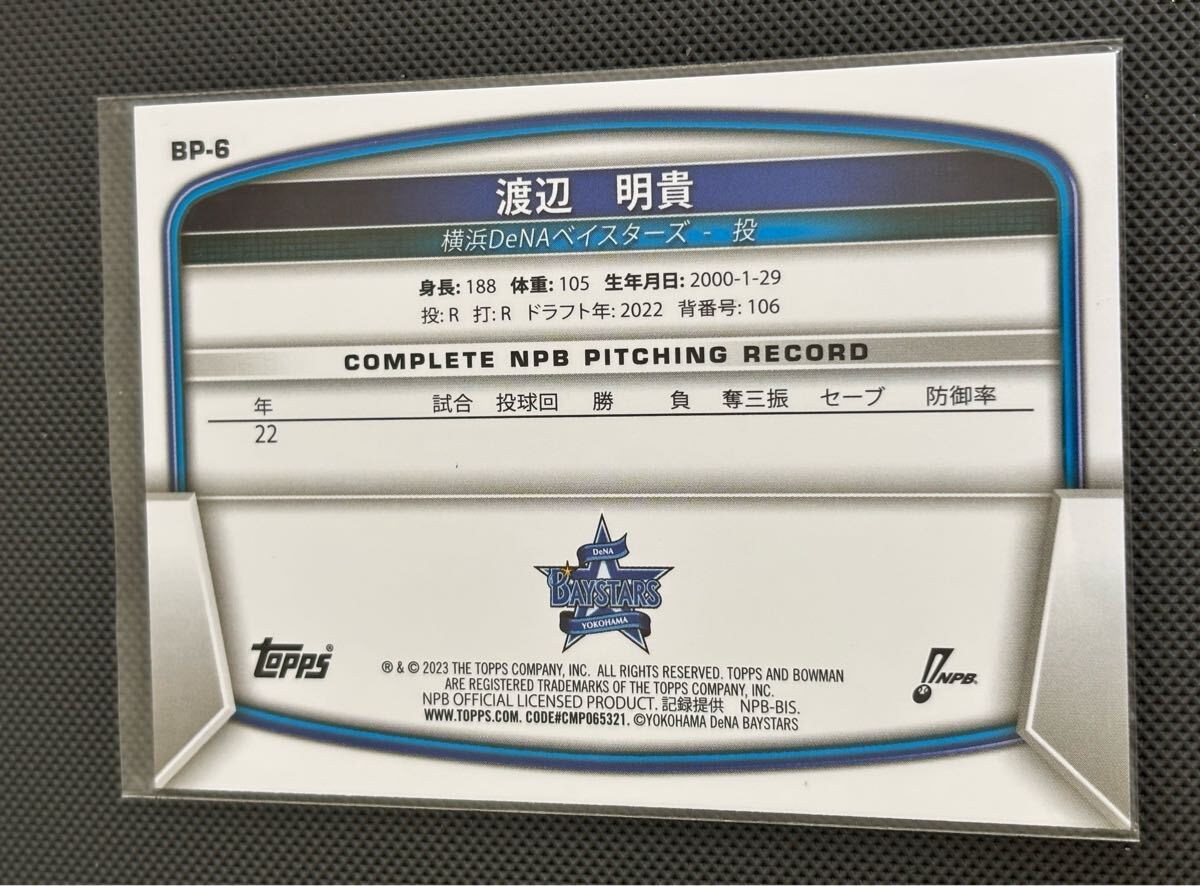 BP-6
渡辺　明貴
横浜DeNAベイスターズ - 投
身長: 188 体重: 105 生年月日: 2000-1-29
投: R 打: R ドラフト年: 2022 背番号: 106
COMPLETE NPB PITCHING RECORD
年 試合 投球回 勝 負 奪三振 セーブ 防御率
22
DeNA
BAYSTARS
YOKOHAMA
TOPPS®
® & © 2023 THE TOPPS COMPANY, INC. ALL RIGHTS RESERVED. TOPPS AND BOWMAN
ARE REGISTERED TRADEMARKS OF THE TOPPS COMPANY, INC.
NPB OFFICIAL LICENSED PRODUCT. 記録提供 NPB-BIS.
WWW.TOPPS.COM. CODE#CMP065321. ©YOKOHAMA DeNA BAYSTARS
NPB